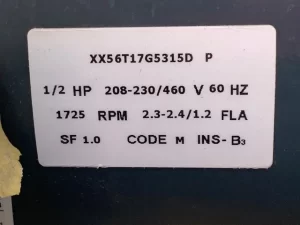 XX56T17G5315D P
1/2 HP 208-230/460 V 60 HZ
1725 RPM 2.3-2.4/1.2 FLA
SF 1.0 CODE M INS- B3